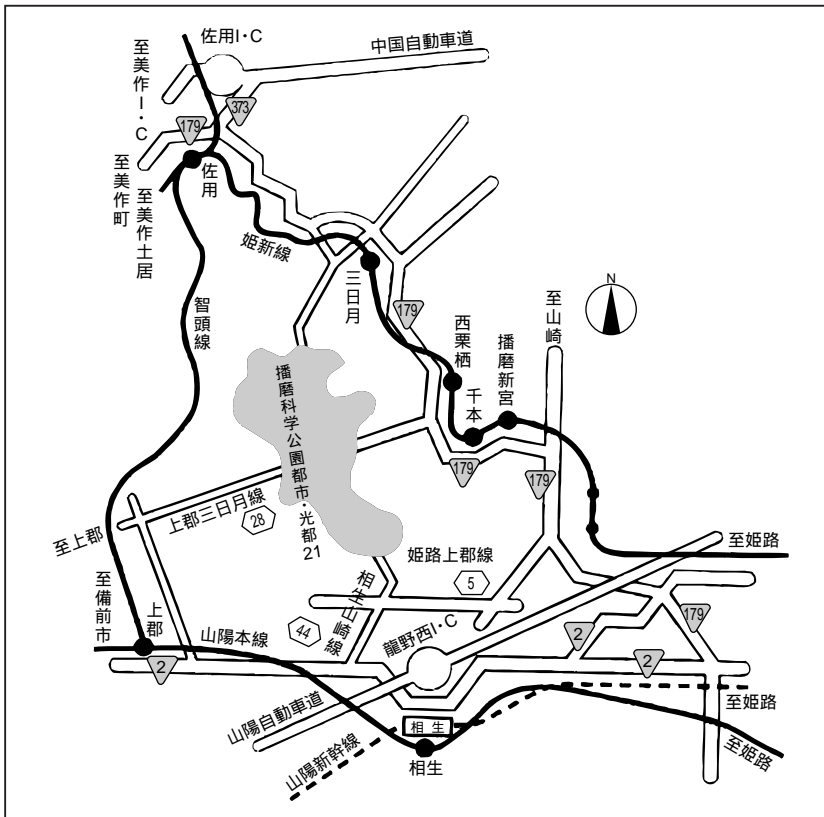 佐用I・C
中国自動車道
至美作I・C
373
179
佐用
至美作町
至美作土居
姫新線
三日月
179
智頭線
西栗栖
千本
播磨新宮
至山崎
N
播磨科学公園都市・光都21
179
179
上郡三日月線
28
至上郡
至備前市
上郡
山陽本線
2
相生山崎線
44
姫路上郡線
5
龍野西I・C
至姫路
179
2
2
山陽自動車道
相生
山陽新幹線
相生
至姫路
至姫路